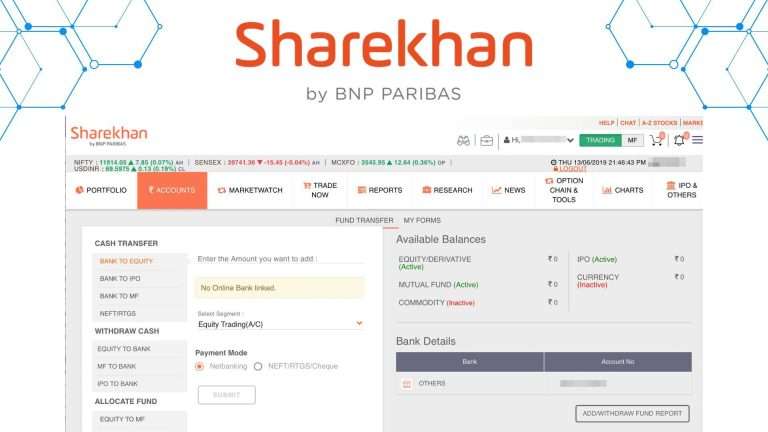 Sharekhan
by BNP PARIBAS
HELP | CHAT | A-Z STOCKS | MARKE
Sharekhan
by BNP PARIBAS
Hi,
TRADING MF
NIFTY : 11914.05 ▲ 7.85 (0.07%) AH | SENSEX : 39741.36 ▼ -15.45 (-0.04%) AH | MCXFO : 3545.95 ▲ 12.64 (0.36%) OP |
THU 13/06/2019 21:46:43 PM
USDINR : 69.5975 ▲ 0.13 (0.19%) CL
LOGOUT
PORTFOLIO
₹ ACCOUNTS
MARKETWATCH
TRADE NOW
REPORTS
RESEARCH
NEWS
OPTION CHAIN & TOOLS
CHARTS
IPO & OTHERS
FUND TRANSFER MY FORMS
CASH TRANSFER
BANK TO EQUITY
BANK TO IPO
BANK TO MF
NEFT/RTGS
WITHDRAW CASH
EQUITY TO BANK
MF TO BANK
IPO TO BANK
ALLOCATE FUND
EQUITY TO MF
Enter the Amount you want to add :
No Online Bank linked.
Select Segment :
Equity Trading(A/C)
Payment Mode
Netbanking NEFT/RTGS/Cheque
SUBMIT
Available Balances
EQUITY/DERIVATIVE ₹ 0
(Active)
MUTUAL FUND (Active) ₹ 0
COMMODITY (Inactive) ₹ 0
IPO (Active) ₹ 0
CURRENCY ₹ 0
(Inactive)
Bank Details
Bank Account No
OTHERS
ADD/WITHDRAW FUND REPORT